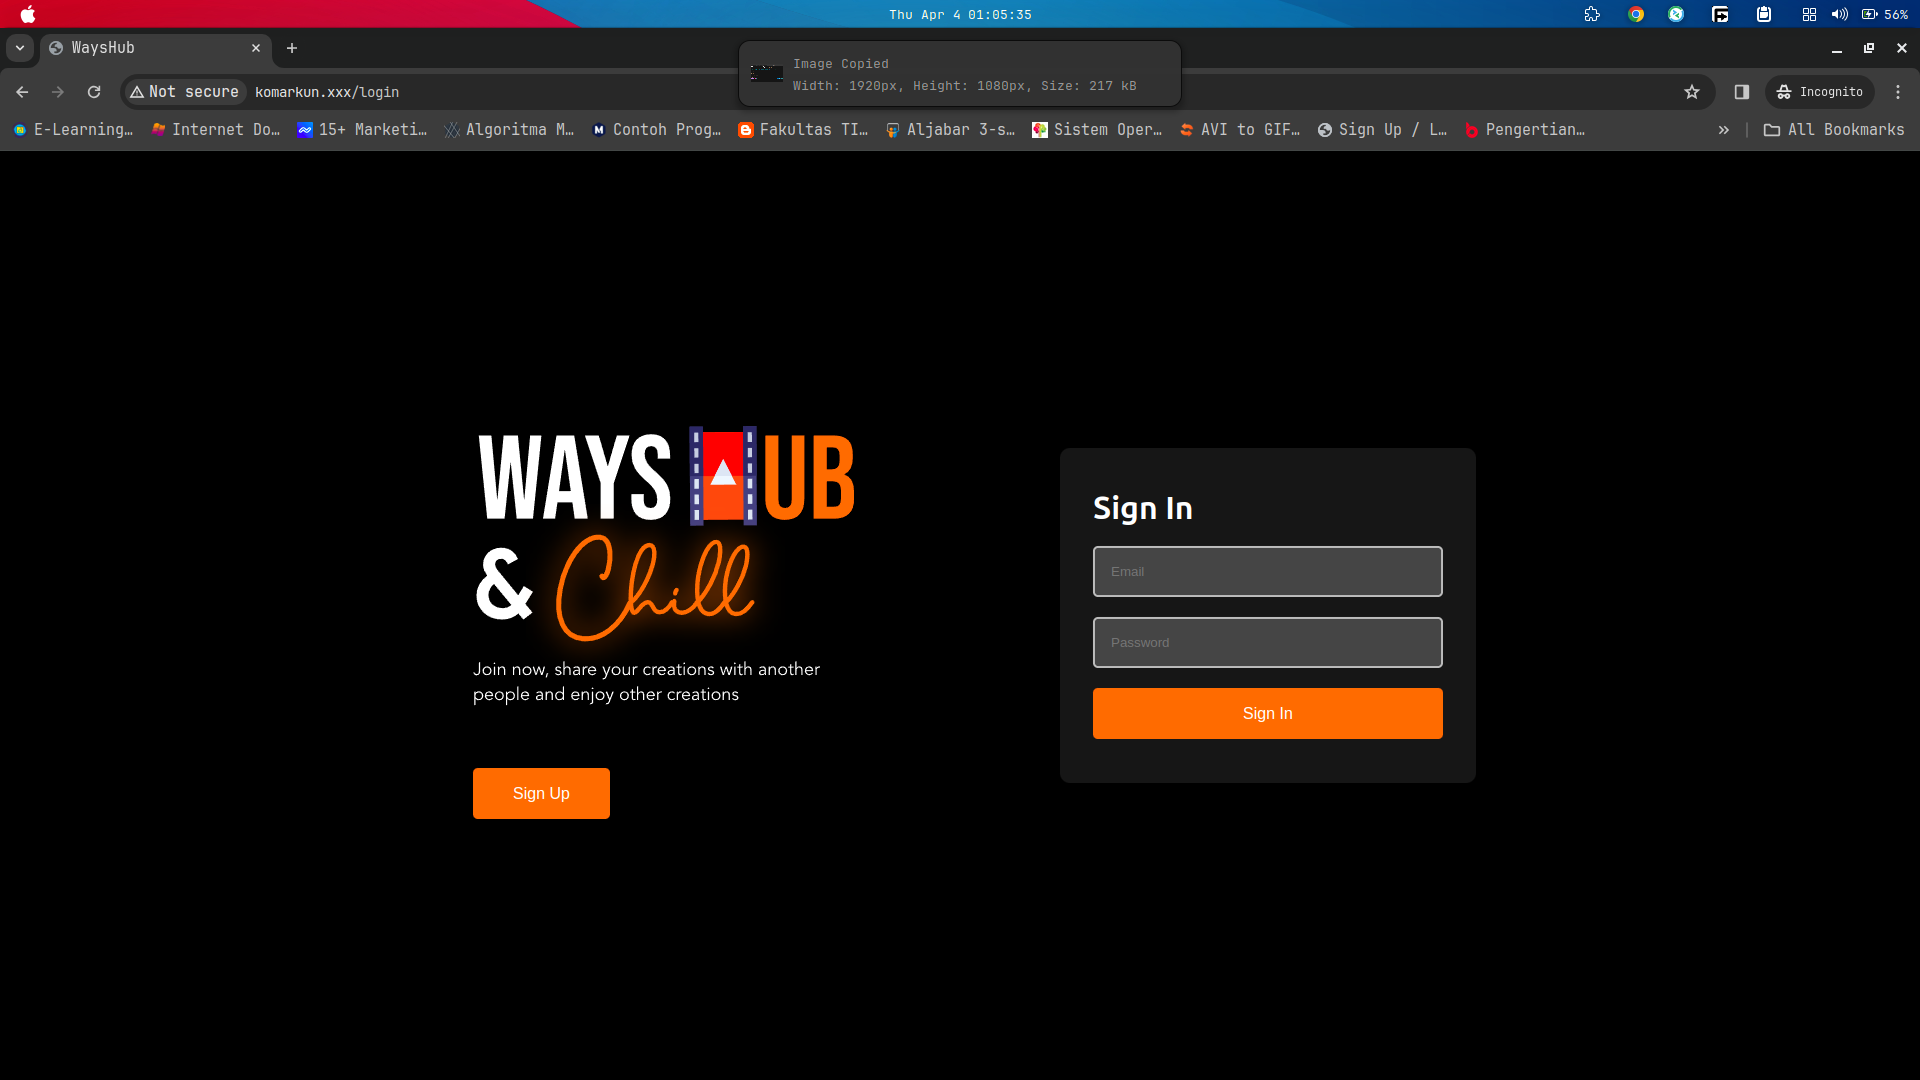 Thu Apr 4 01:05:35
56%
WaysHub
Image Copied
Width: 1920px, Height: 1080px, Size: 217 kB
Not secure
komarkun.xxx/login
Incognito
E-Learning…
Internet Do…
15+ Marketi…
Algoritma M…
Contoh Prog…
Fakultas TI…
Aljabar 3-s…
Sistem Oper…
AVI to GIF…
Sign Up / L…
Pengertian…
All Bookmarks
WAYS HUB
& Chill
Join now, share your creations with another
people and enjoy other creations
Sign Up
Sign In
Email
Password
Sign In